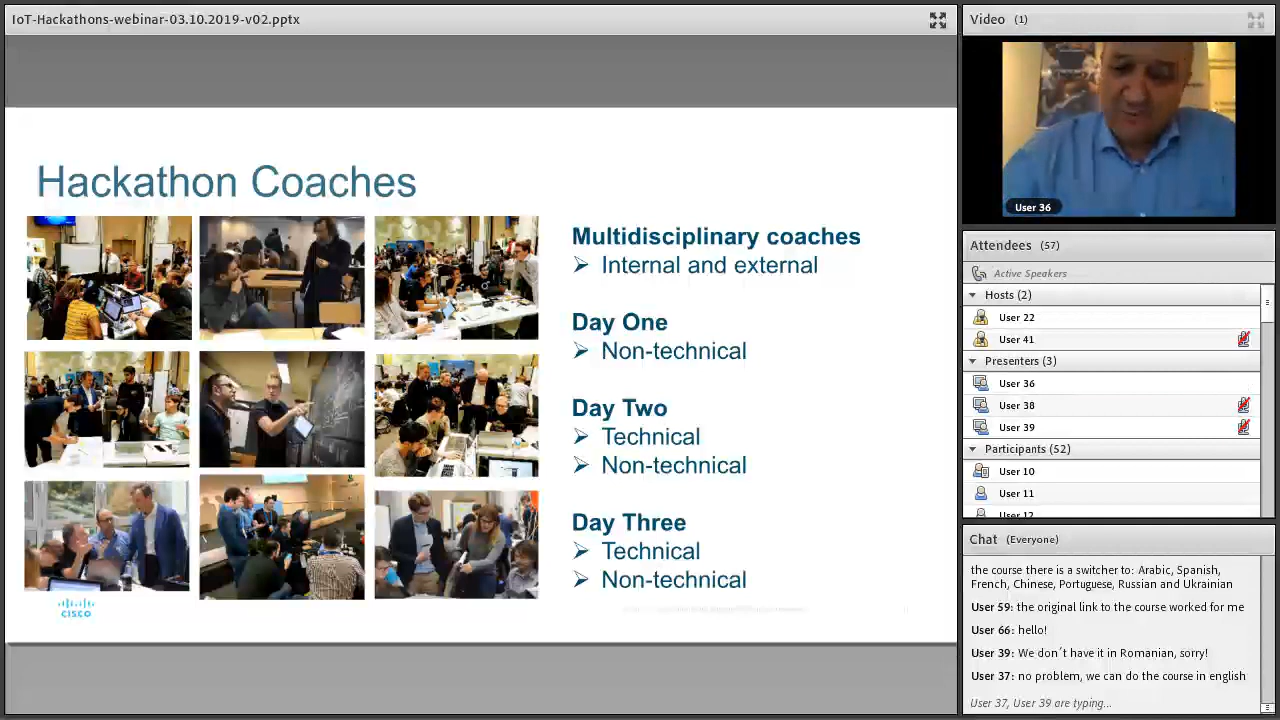 IoT-Hackathons-webinar-03.10.2019-v02.pptx
Hackathon Coaches
Multidisciplinary coaches
➢ Internal and external
Day One
➢ Non-technical
Day Two
➢ Technical
➢ Non-technical
Day Three
➢ Technical
➢ Non-technical
CISCO
Video (1)
User 36
Attendees (57)
Active Speakers
Hosts (2)
User 22
User 41
Presenters (3)
User 36
User 38
User 39
Participants (52)
User 10
User 11
User 12
Chat (Everyone)
the course there is a switcher to: Arabic, Spanish,
French, Chinese, Portuguese, Russian and Ukrainian
User 59: the original link to the course worked for me
User 66: hello!
User 39: We don´t have it in Romanian, sorry!
User 37: no problem, we can do the course in english
User 37, User 39 are typing...